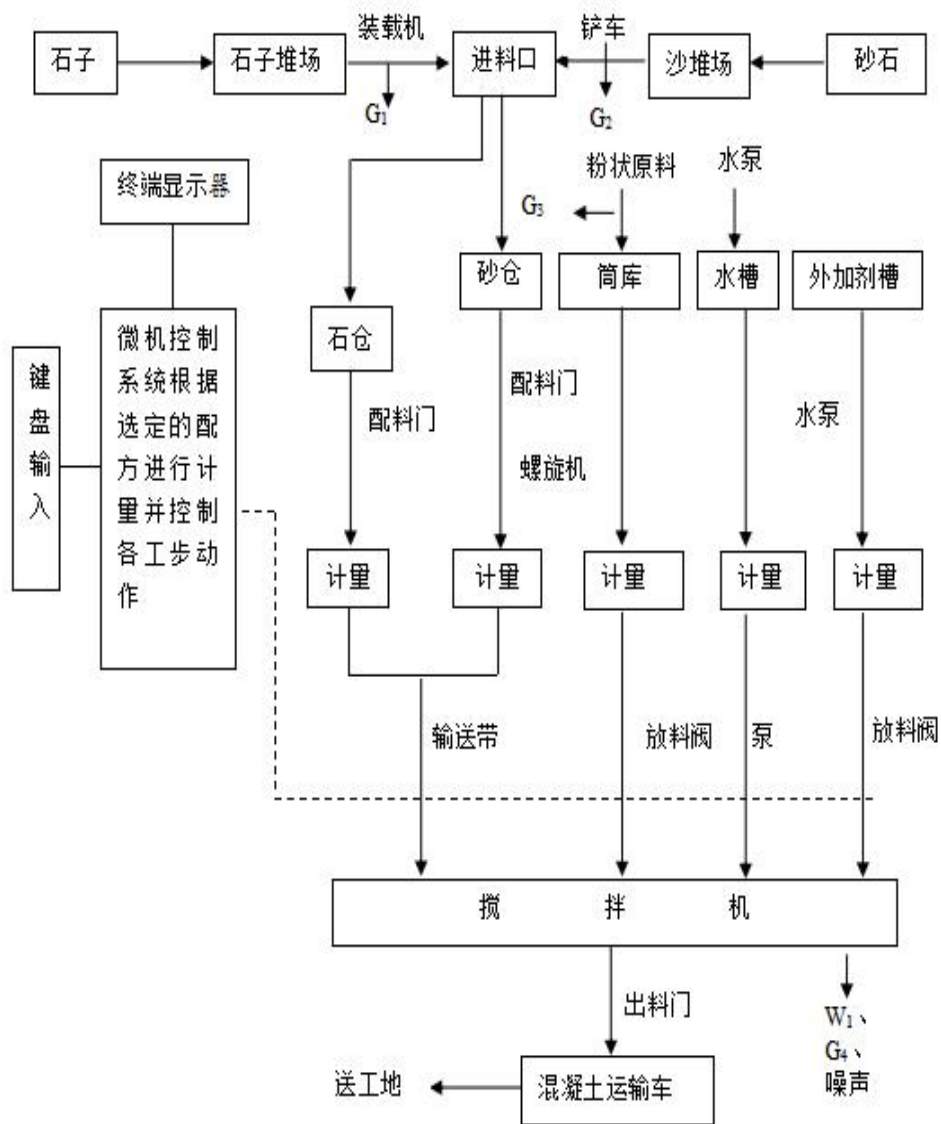 装载机
铲车
石子
石子堆场
进料口
沙堆场
砂石
G₁
G₂
终端显示器
粉状原料
水泵
G₃
砂仓
筒库
水槽
外加剂槽
石仓
键盘输入
微机控制
系统根据
选定的配
方进行计
量并控制
各工步动
作
配料门
配料门
水泵
螺旋机
计量
计量
计量
计量
计量
输送带
放料阀
泵
放料阀
搅拌机
出料门
W₁、
G₄、
噪声
送工地
混凝土运输车